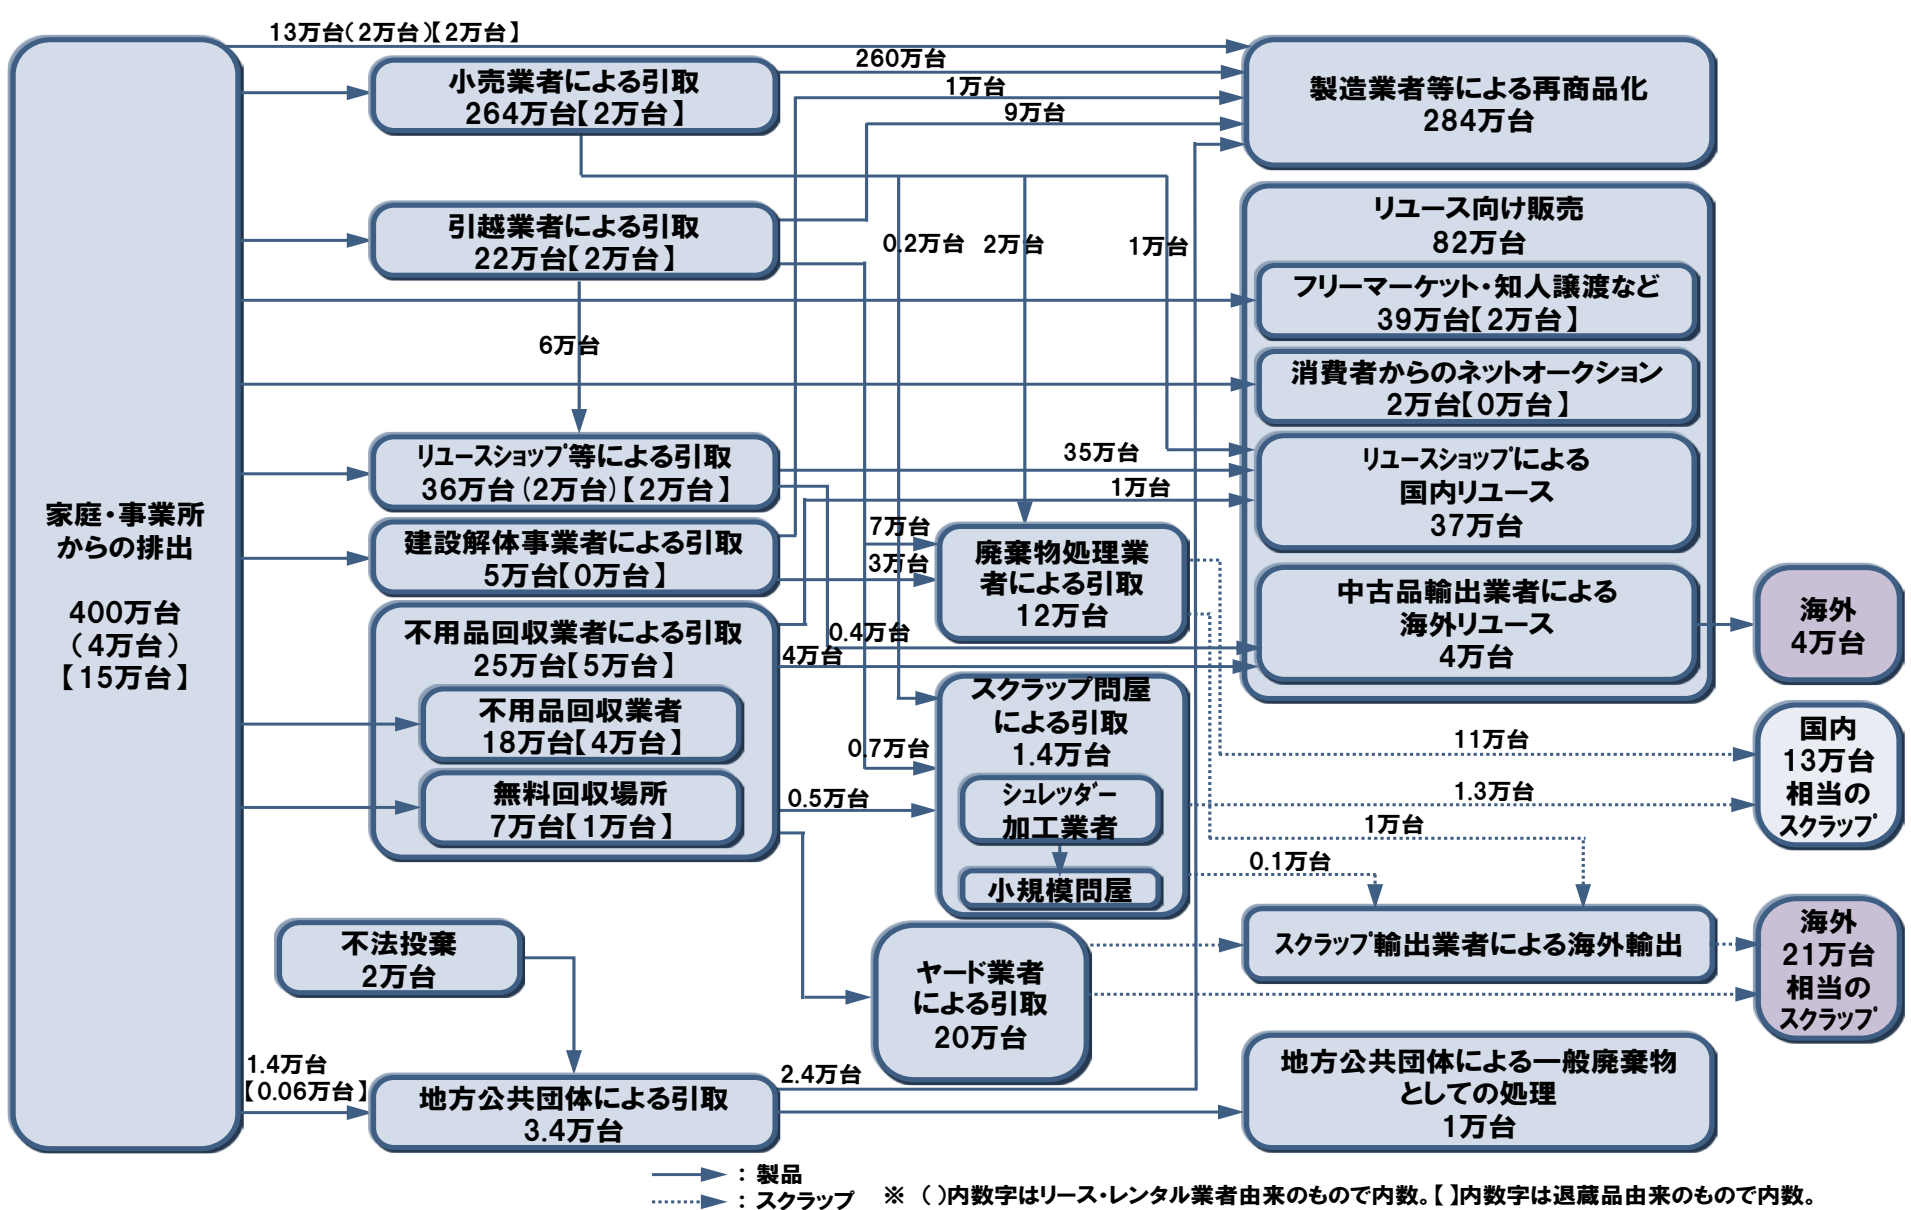 13万台(2万台)【2万台】
家庭・事業所
からの排出
400万台
(4万台)
【15万台】
小売業者による引取
264万台【2万台】
260万台
1万台
9万台
製造業者等による再商品化
284万台
引越業者による引取
22万台【2万台】
0.2万台
2万台
1万台
6万台
リユース向け販売
82万台
フリーマーケット・知人譲渡など
39万台【2万台】
消費者からのネットオークション
2万台【0万台】
リユースショップ等による引取
36万台(2万台)【2万台】
35万台
1万台
リユースショップによる
国内リユース
37万台
建設解体事業者による引取
5万台【0万台】
7万台
3万台
廃棄物処理業
者による引取
12万台
中古品輸出業者による
海外リユース
4万台
海外
4万台
不用品回収業者による引取
25万台【5万台】
0.4万台
4万台
不用品回収業者
18万台【4万台】
無料回収場所
7万台【1万台】
0.7万台
0.5万台
スクラップ問屋
による引取
1.4万台
シュレッダー
加工業者
小規模問屋
11万台
1.3万台
1万台
0.1万台
国内
13万台
相当の
スクラップ
不法投棄
2万台
ヤード業者
による引取
20万台
スクラップ輸出業者による海外輸出
海外
21万台
相当の
スクラップ
1.4万台
【0.06万台】
地方公共団体による引取
3.4万台
2.4万台
地方公共団体による一般廃棄物
としての処理
1万台
：製品
：スクラップ
※ ( )内数字はリース・レンタル業者由来のもので内数。【 】内数字は退蔵品由来のもので内数。